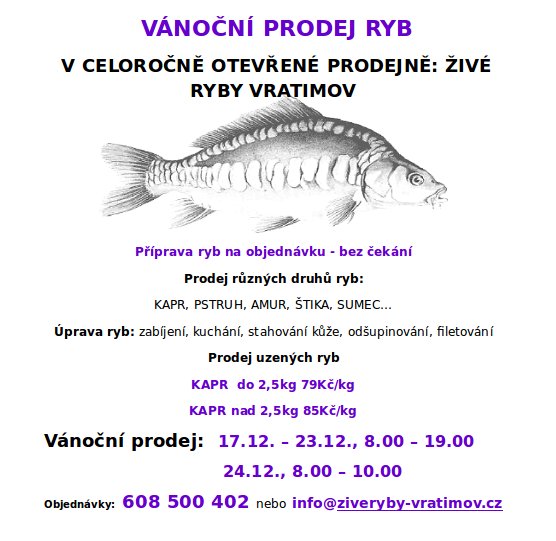 VÁNOČNÍ PRODEJ RYB
V CELOROČNĚ OTEVŘENÉ PRODEJNĚ: ŽIVÉ
RYBY VRATIMOV
Příprava ryb na objednávku - bez čekání
Prodej různých druhů ryb:
KAPR, PSTRUH, AMUR, ŠTIKA, SUMEC...
Úprava ryb: zabíjení, kuchání, stahování kůže, odšupinování, filetování
Prodej uzených ryb
KAPR do 2,5kg 79Kč/kg
KAPR nad 2,5kg 85Kč/kg
Vánoční prodej: 17.12. – 23.12., 8.00 – 19.00
24.12., 8.00 – 10.00
Objednávky: 608 500 402 nebo info@ziveryby-vratimov.cz